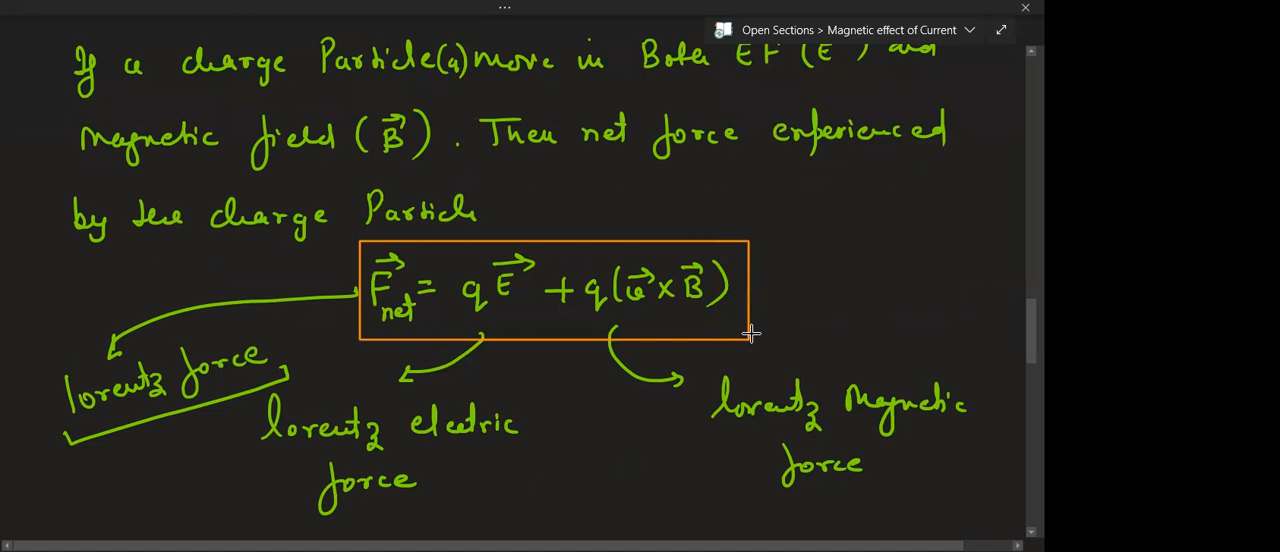 ...
Open Sections > Magnetic effect of Current
If a charge Particle(q) move in Both EF (E⃗) and
Magnetic field (B⃗). Then net force experienced
by the charge Particle
F⃗net = qE⃗ + q(v⃗×B⃗)
lorentz force
lorentz electric
force
lorentz Magnetic
force